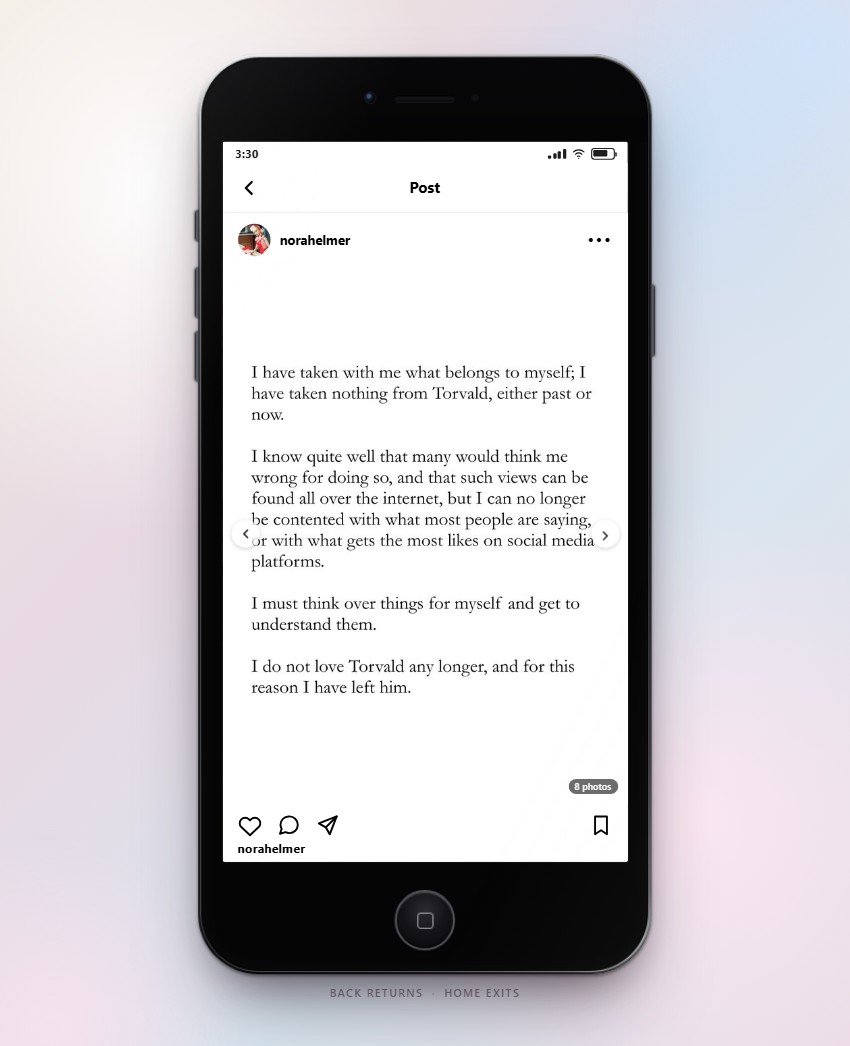 3:30
Post
norahelmer
I have taken with me what belongs to myself; I
have taken nothing from Torvald, either past or
now.
I know quite well that many would think me
wrong for doing so, and that such views can be
found all over the internet, but I can no longer
be contented with what most people are saying,
or with what gets the most likes on social media
platforms.
I must think over things for myself and get to
understand them.
I do not love Torvald any longer, and for this
reason I have left him.
8 photos
norahelmer
BACK RETURNS · HOME EXITS